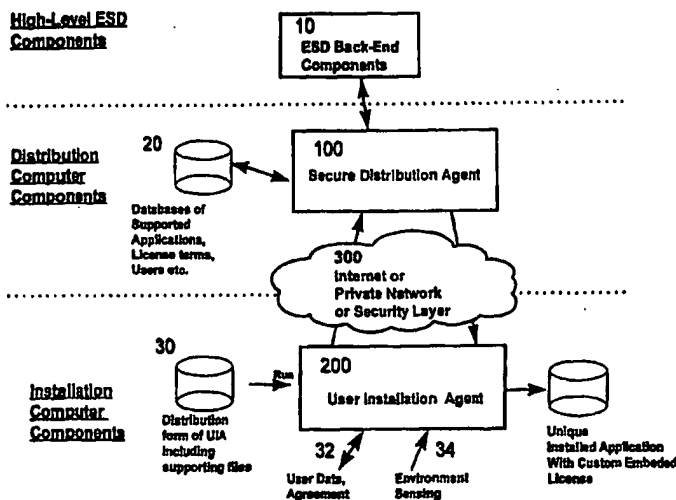 High-Level ESD
Components
10
ESD Back-End
Components
Distribution
Computer
Components
20
Databases of
Supported
Applications,
License terms,
Users etc.
100
Secure Distribution Agent
300
Internet or
Private Network
or Security Layer
Installation
Computer
Components
30
Distribution
form of UIA
including
supporting files
Run
200
User Installation Agent
32
User Data,
Agreement
34
Environment
Sensing
Unique
Installed Application
With Custom Embeded
License